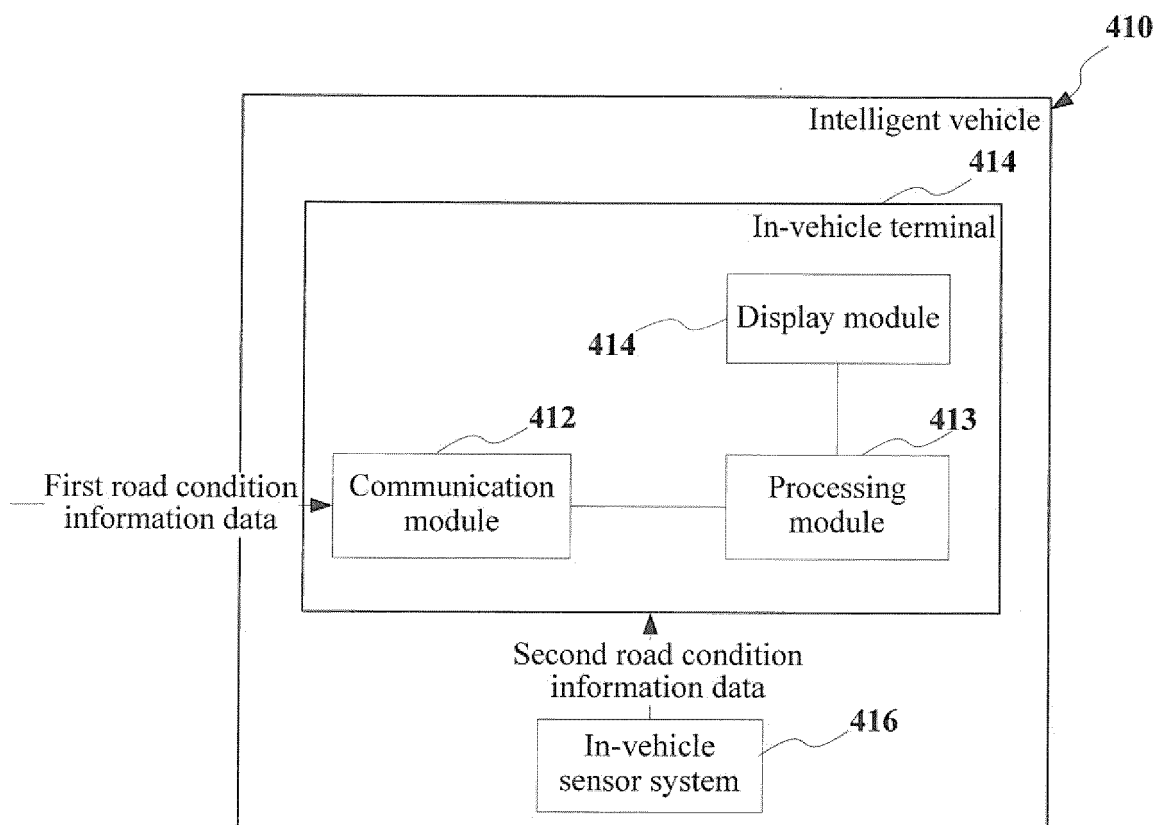 410
Intelligent vehicle
414
In-vehicle terminal
Display module
414
412
413
First road condition
information data
Communication
module
Processing
module
Second road condition
information data
416
In-vehicle
sensor system